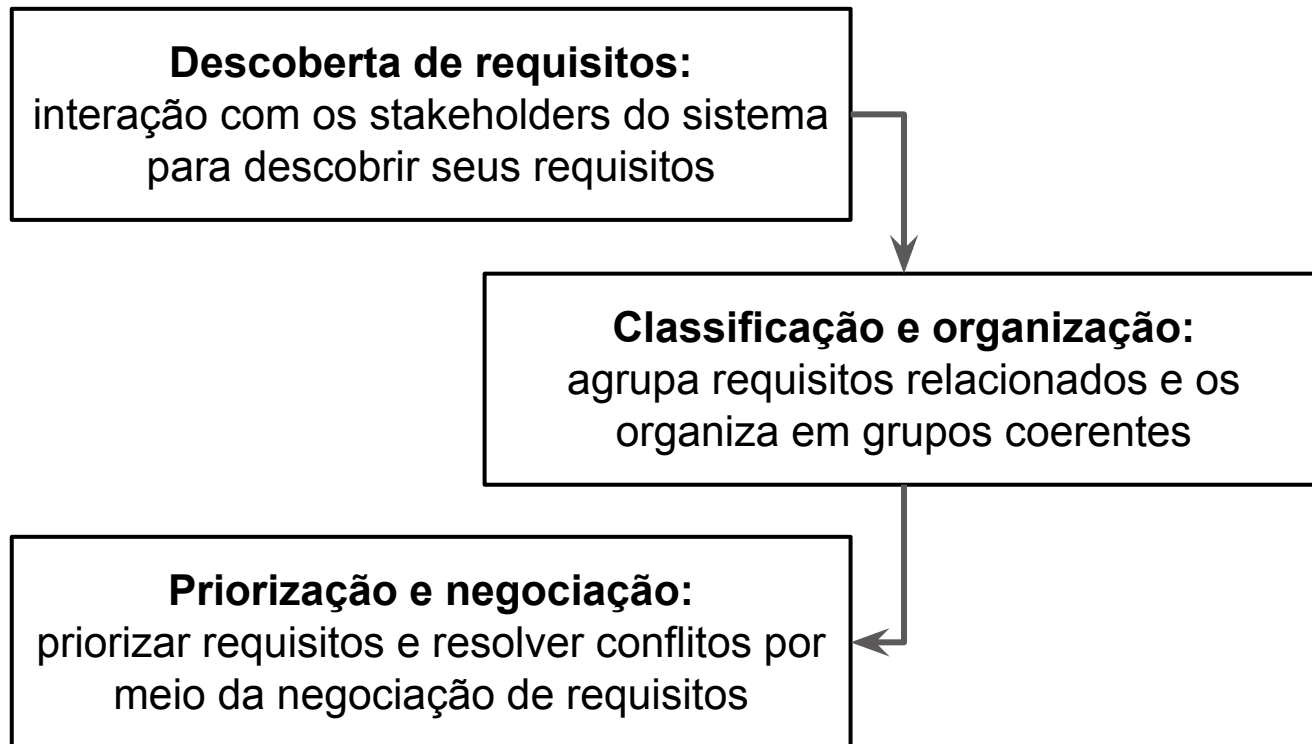 Descoberta de requisitos:
interação com os stakeholders do sistema
para descobrir seus requisitos
Classificação e organização:
agrupa requisitos relacionados e os
organiza em grupos coerentes
Priorização e negociação:
priorizar requisitos e resolver conflitos por
meio da negociação de requisitos